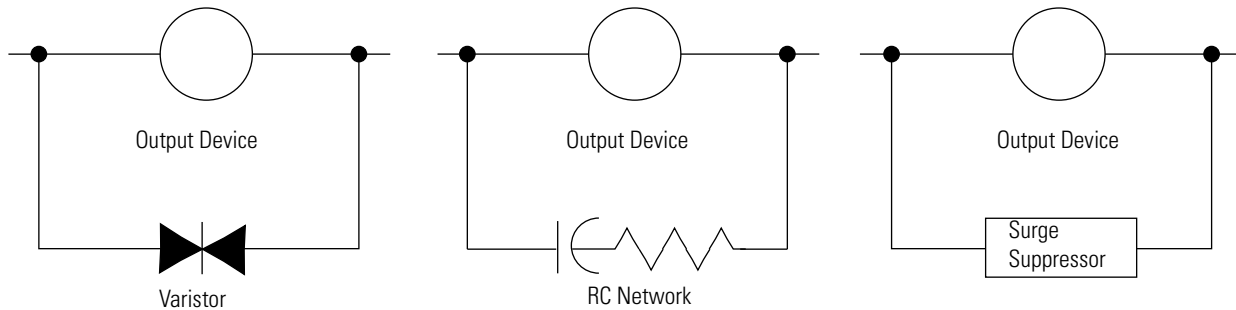 Output Device
Output Device
Output Device
Varistor
RC Network
Surge
Suppressor